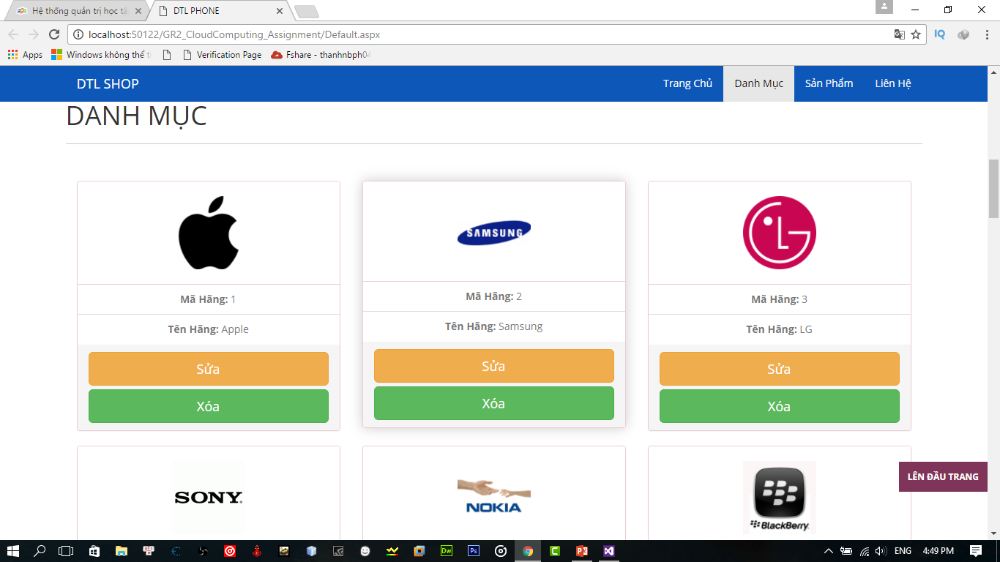 Hệ thống quản trị học tậ
DTL PHONE
localhost:50122/GR2_CloudComputing_Assignment/Default.aspx
IQ
Apps
Windows không thể t
Verification Page
Fshare - thanhnbph04
DTL SHOP
Trang Chủ
Danh Mục
Sản Phẩm
Liên Hệ
DANH MỤC
SAMSUNG
LG
Mã Hãng: 1
Mã Hãng: 2
Mã Hãng: 3
Tên Hãng: Apple
Tên Hãng: Samsung
Tên Hãng: LG
Sửa
Sửa
Sửa
Xóa
Xóa
Xóa
SONY
NOKIA
BlackBerry
LÊN ĐẦU TRANG
Dw
Ps
ENG
4:49 PM